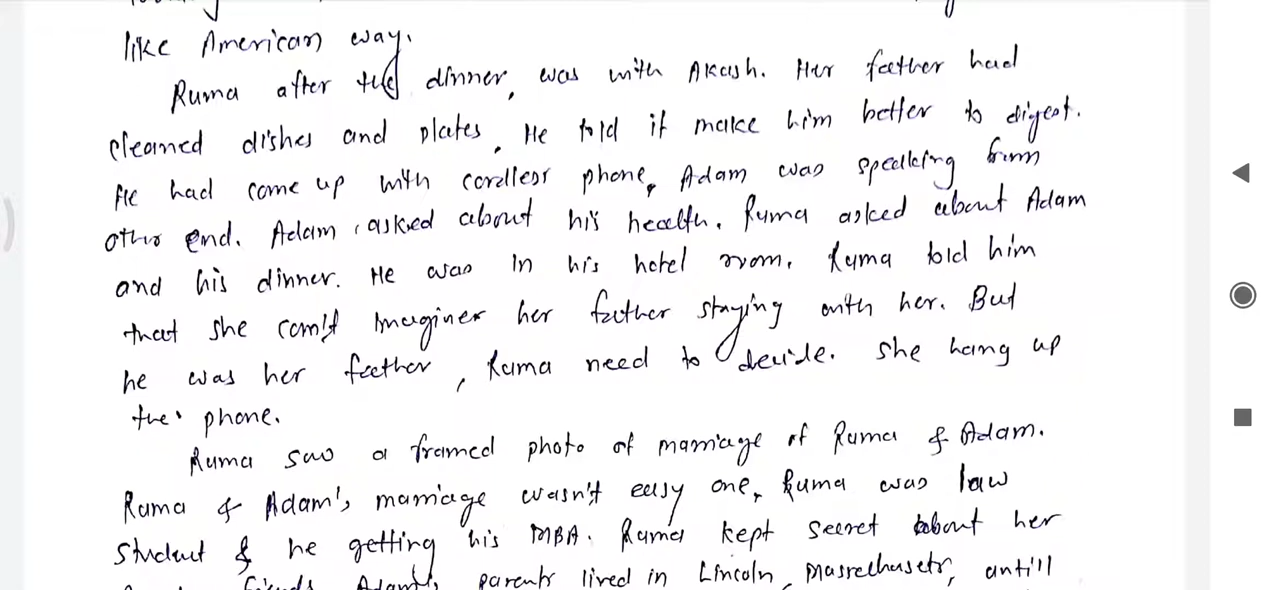 like American way.
Ruma after the dinner, was with Akash. Her father had
cleaned dishes and plates. He told it make him better to digest.
He had come up with cordless phone, Adam was speaking from
other end. Adam asked about his health. Ruma asked about Adam
and his dinner. He was in his hotel room. Ruma told him
that she can't imagine her father staying with her. But
he was her father, Ruma need to decide. She hang up
the phone.
Ruma saw a framed photo of marriage of Ruma & Adam.
Ruma & Adam's marriage wasn't easy one, Ruma was law
student & he getting his MBA. Ruma kept secret about her
friends Adam's parents lived in Lincoln, Massachusets, antill